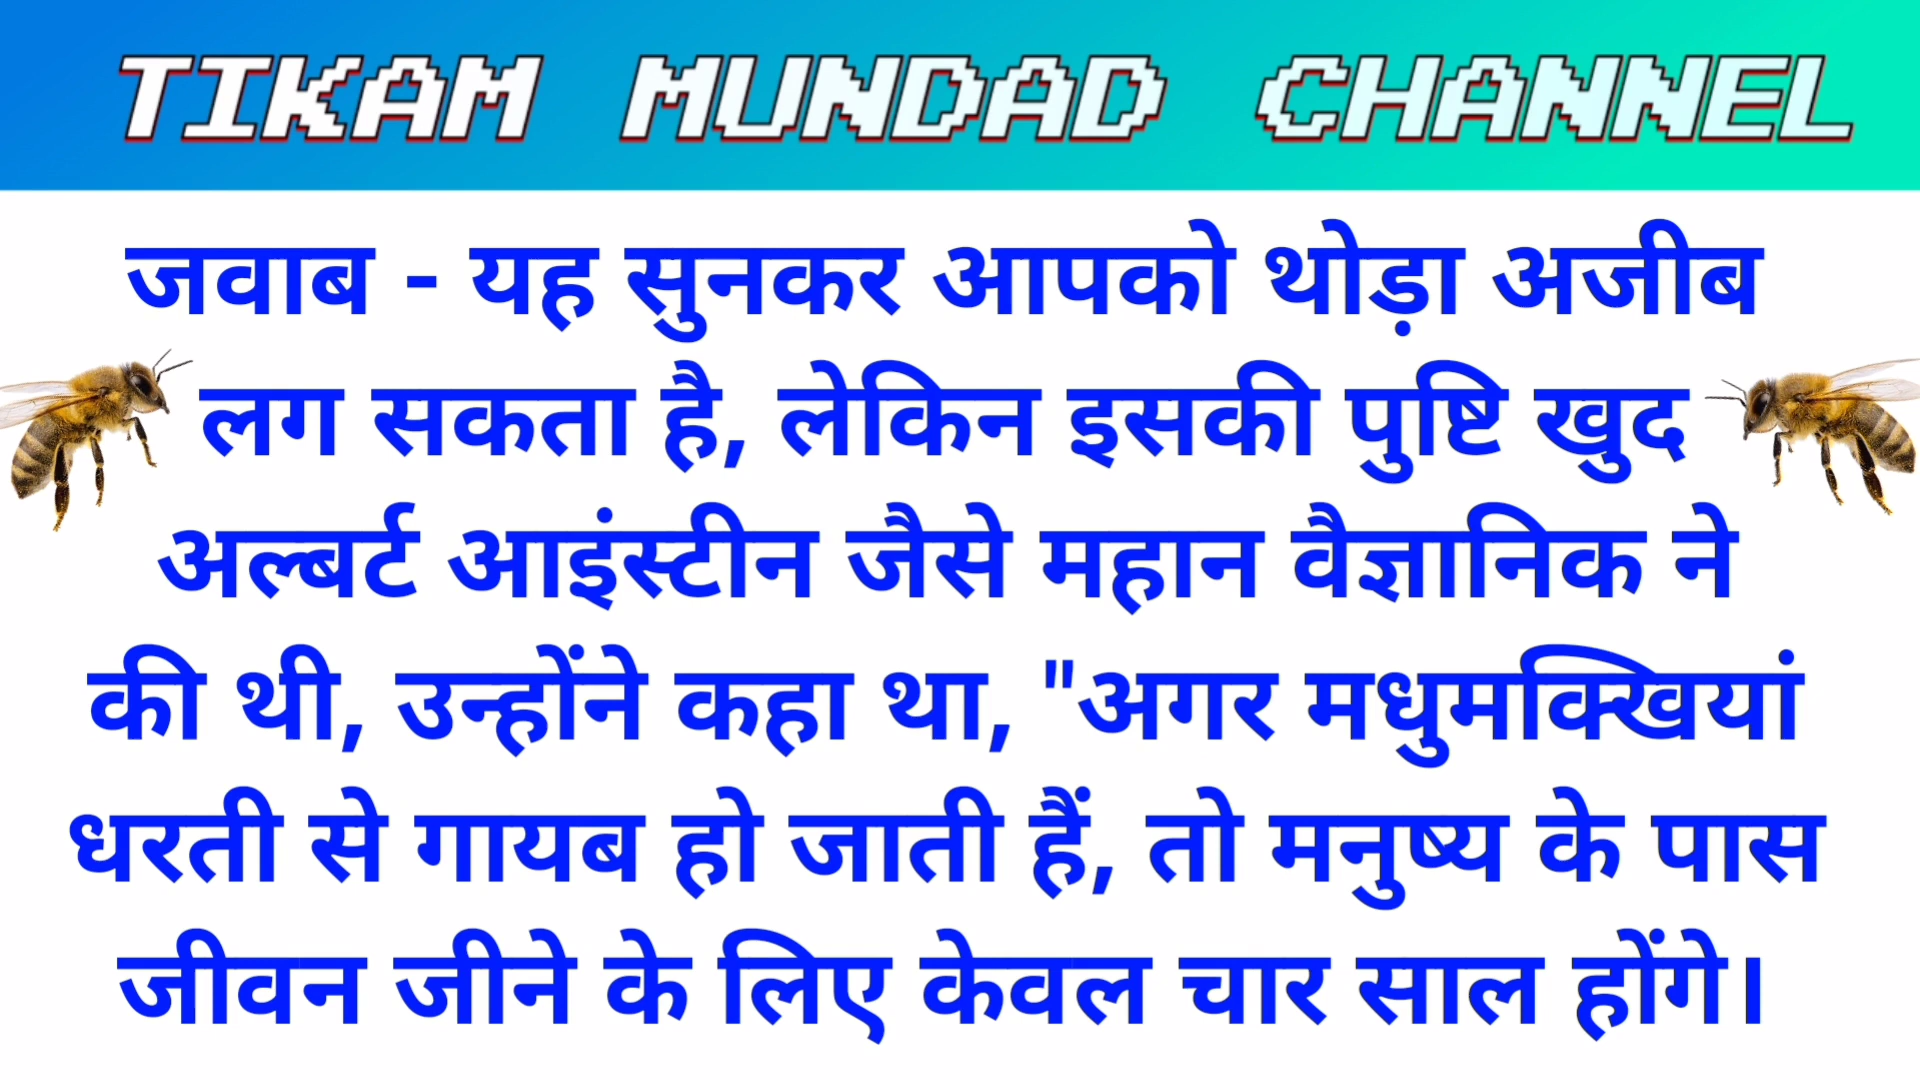 TIKAM MUNDAD CHANNEL
जवाब - यह सुनकर आपको थोड़ा अजीब
लग सकता है, लेकिन इसकी पुष्टि खुद
अल्बर्ट आइंस्टीन जैसे महान वैज्ञानिक ने
की थी, उन्होंने कहा था, "अगर मधुमक्खियां
धरती से गायब हो जाती हैं, तो मनुष्य के पास
जीवन जीने के लिए केवल चार साल होंगे।